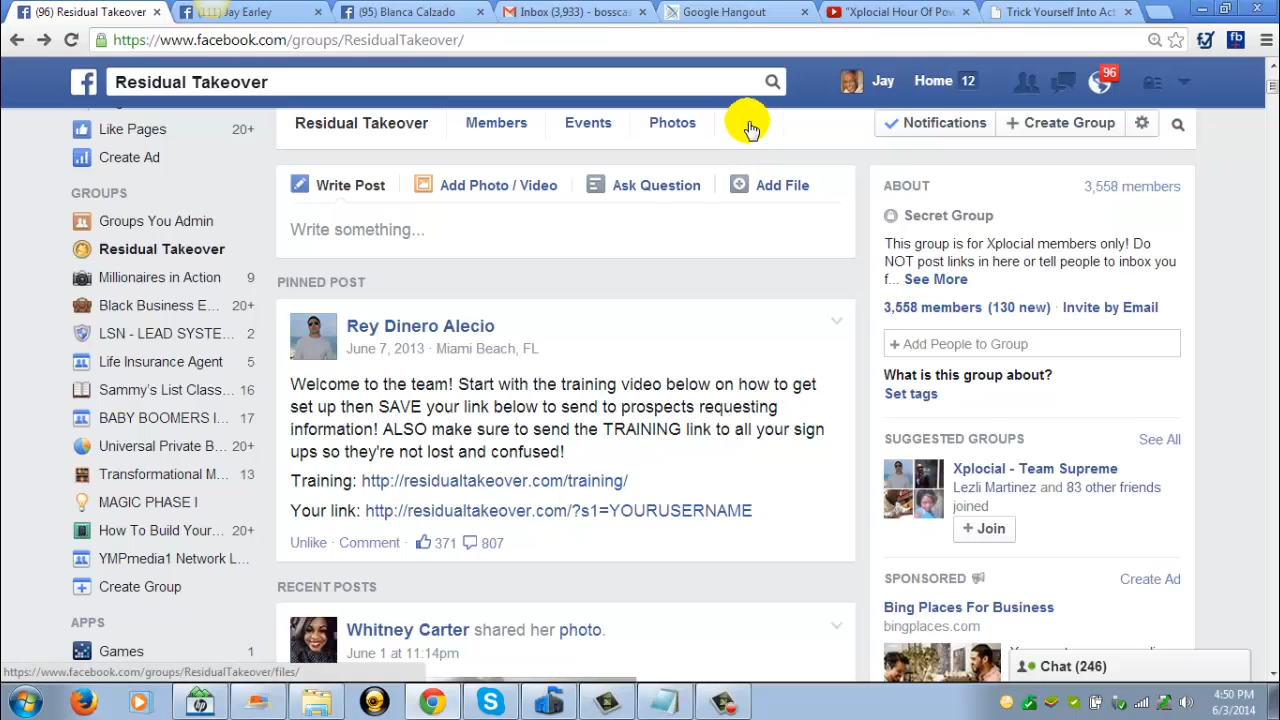 (96) Residual Takeover
(111) Jay Earley
(95) Blanca Calzado
Inbox (3,933) - bosscas
Google Hangout
"Xplocial Hour Of Pow
Trick Yourself Into Act
https://www.facebook.com/groups/ResidualTakeover/
Residual Takeover
Jay
Home 12
96
Residual Takeover
Members
Events
Photos
Notifications
+ Create Group
Like Pages 20+
Create Ad
GROUPS
Groups You Admin
Residual Takeover
Millionaires in Action 9
Black Business E... 20+
LSN - LEAD SYSTE... 2
Life Insurance Agent 5
Sammy's List Class... 16
BABY BOOMERS I... 17
Universal Private B... 20+
Transformational M... 13
MAGIC PHASE I
How To Build Your... 20+
YMPmedia1 Network L...
Create Group
APPS
Games 1
Write Post
Add Photo / Video
Ask Question
Add File
Write something...
PINNED POST
Rey Dinero Alecio
June 7, 2013 · Miami Beach, FL
Welcome to the team! Start with the training video below on how to get
set up then SAVE your link below to send to prospects requesting
information! ALSO make sure to send the TRAINING link to all your sign
ups so they're not lost and confused!
Training: http://residualtakeover.com/training/
Your link: http://residualtakeover.com/?s1=YOURUSERNAME
Unlike · Comment · 371 807
RECENT POSTS
Whitney Carter shared her photo.
June 1 at 11:14pm
ABOUT
3,558 members
Secret Group
This group is for Xplocial members only! Do
NOT post links in here or tell people to inbox you
f... See More
3,558 members (130 new) · Invite by Email
+ Add People to Group
What is this group about?
Set tags
SUGGESTED GROUPS
See All
Xplocial - Team Supreme
Lezli Martinez and 83 other friends
joined
+ Join
SPONSORED
Create Ad
Bing Places For Business
bingplaces.com
Chat (246)
https://www.facebook.com/groups/ResidualTakeover/files/
4:50 PM
6/3/2014